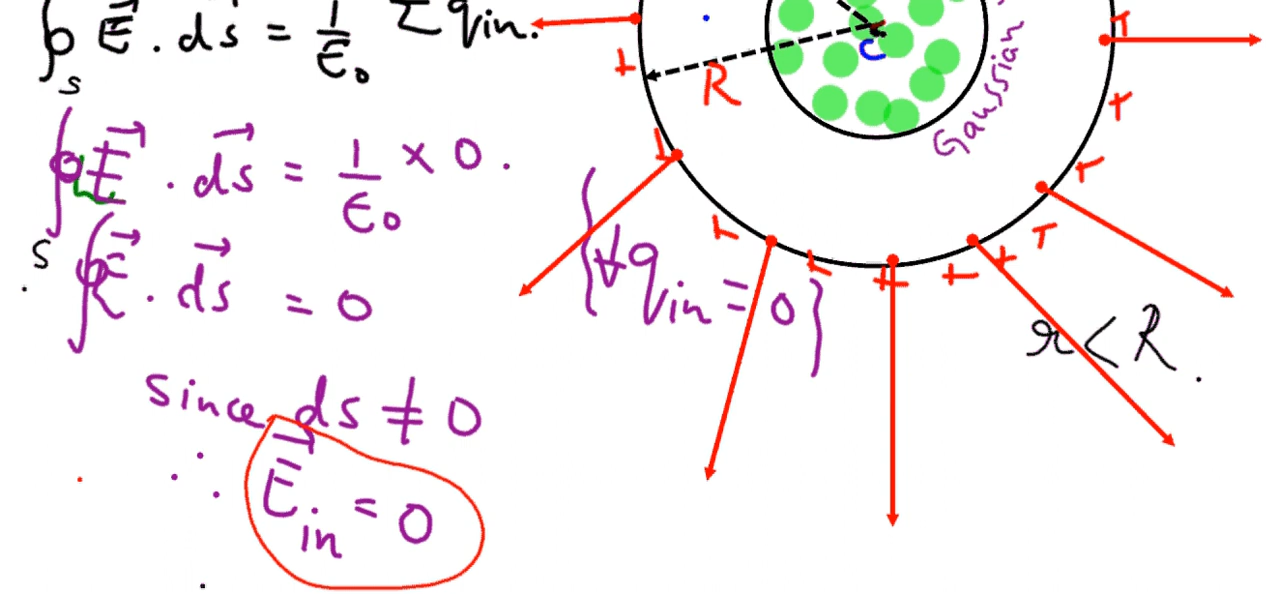 ∮ₛ E⃗ . ds⃗ = 1/ε₀ Σ qin.
∮ₛ E⃗ . ds⃗ = 1/ε₀ × 0 .
∮ E⃗ . ds⃗ = 0
since ds ≠ 0
∴ E⃗in = 0
R
C
Gaussian
{∀ qin = 0}
r < R .